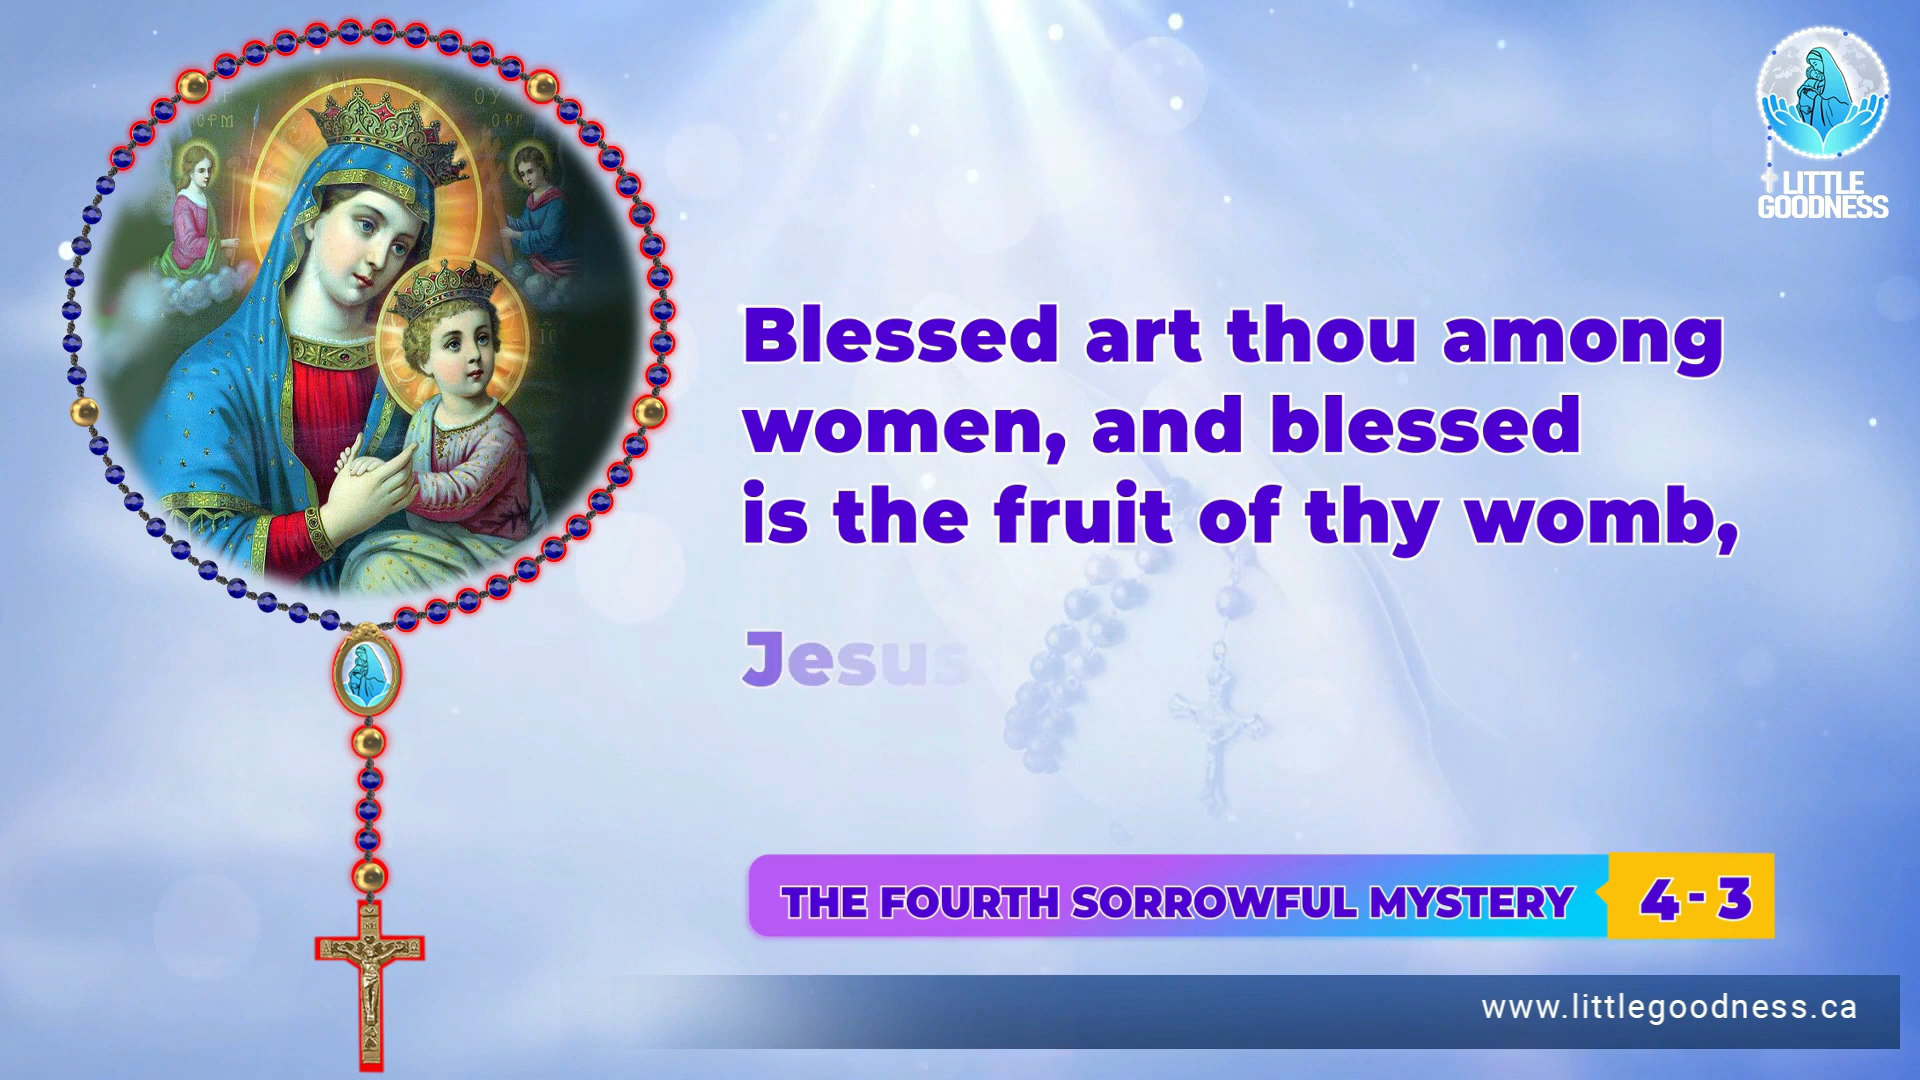 LITTLE
GOODNESS
Blessed art thou among
women, and blessed
is the fruit of thy womb,
Jesus
THE FOURTH SORROWFUL MYSTERY 4-3
www.littlegoodness.ca